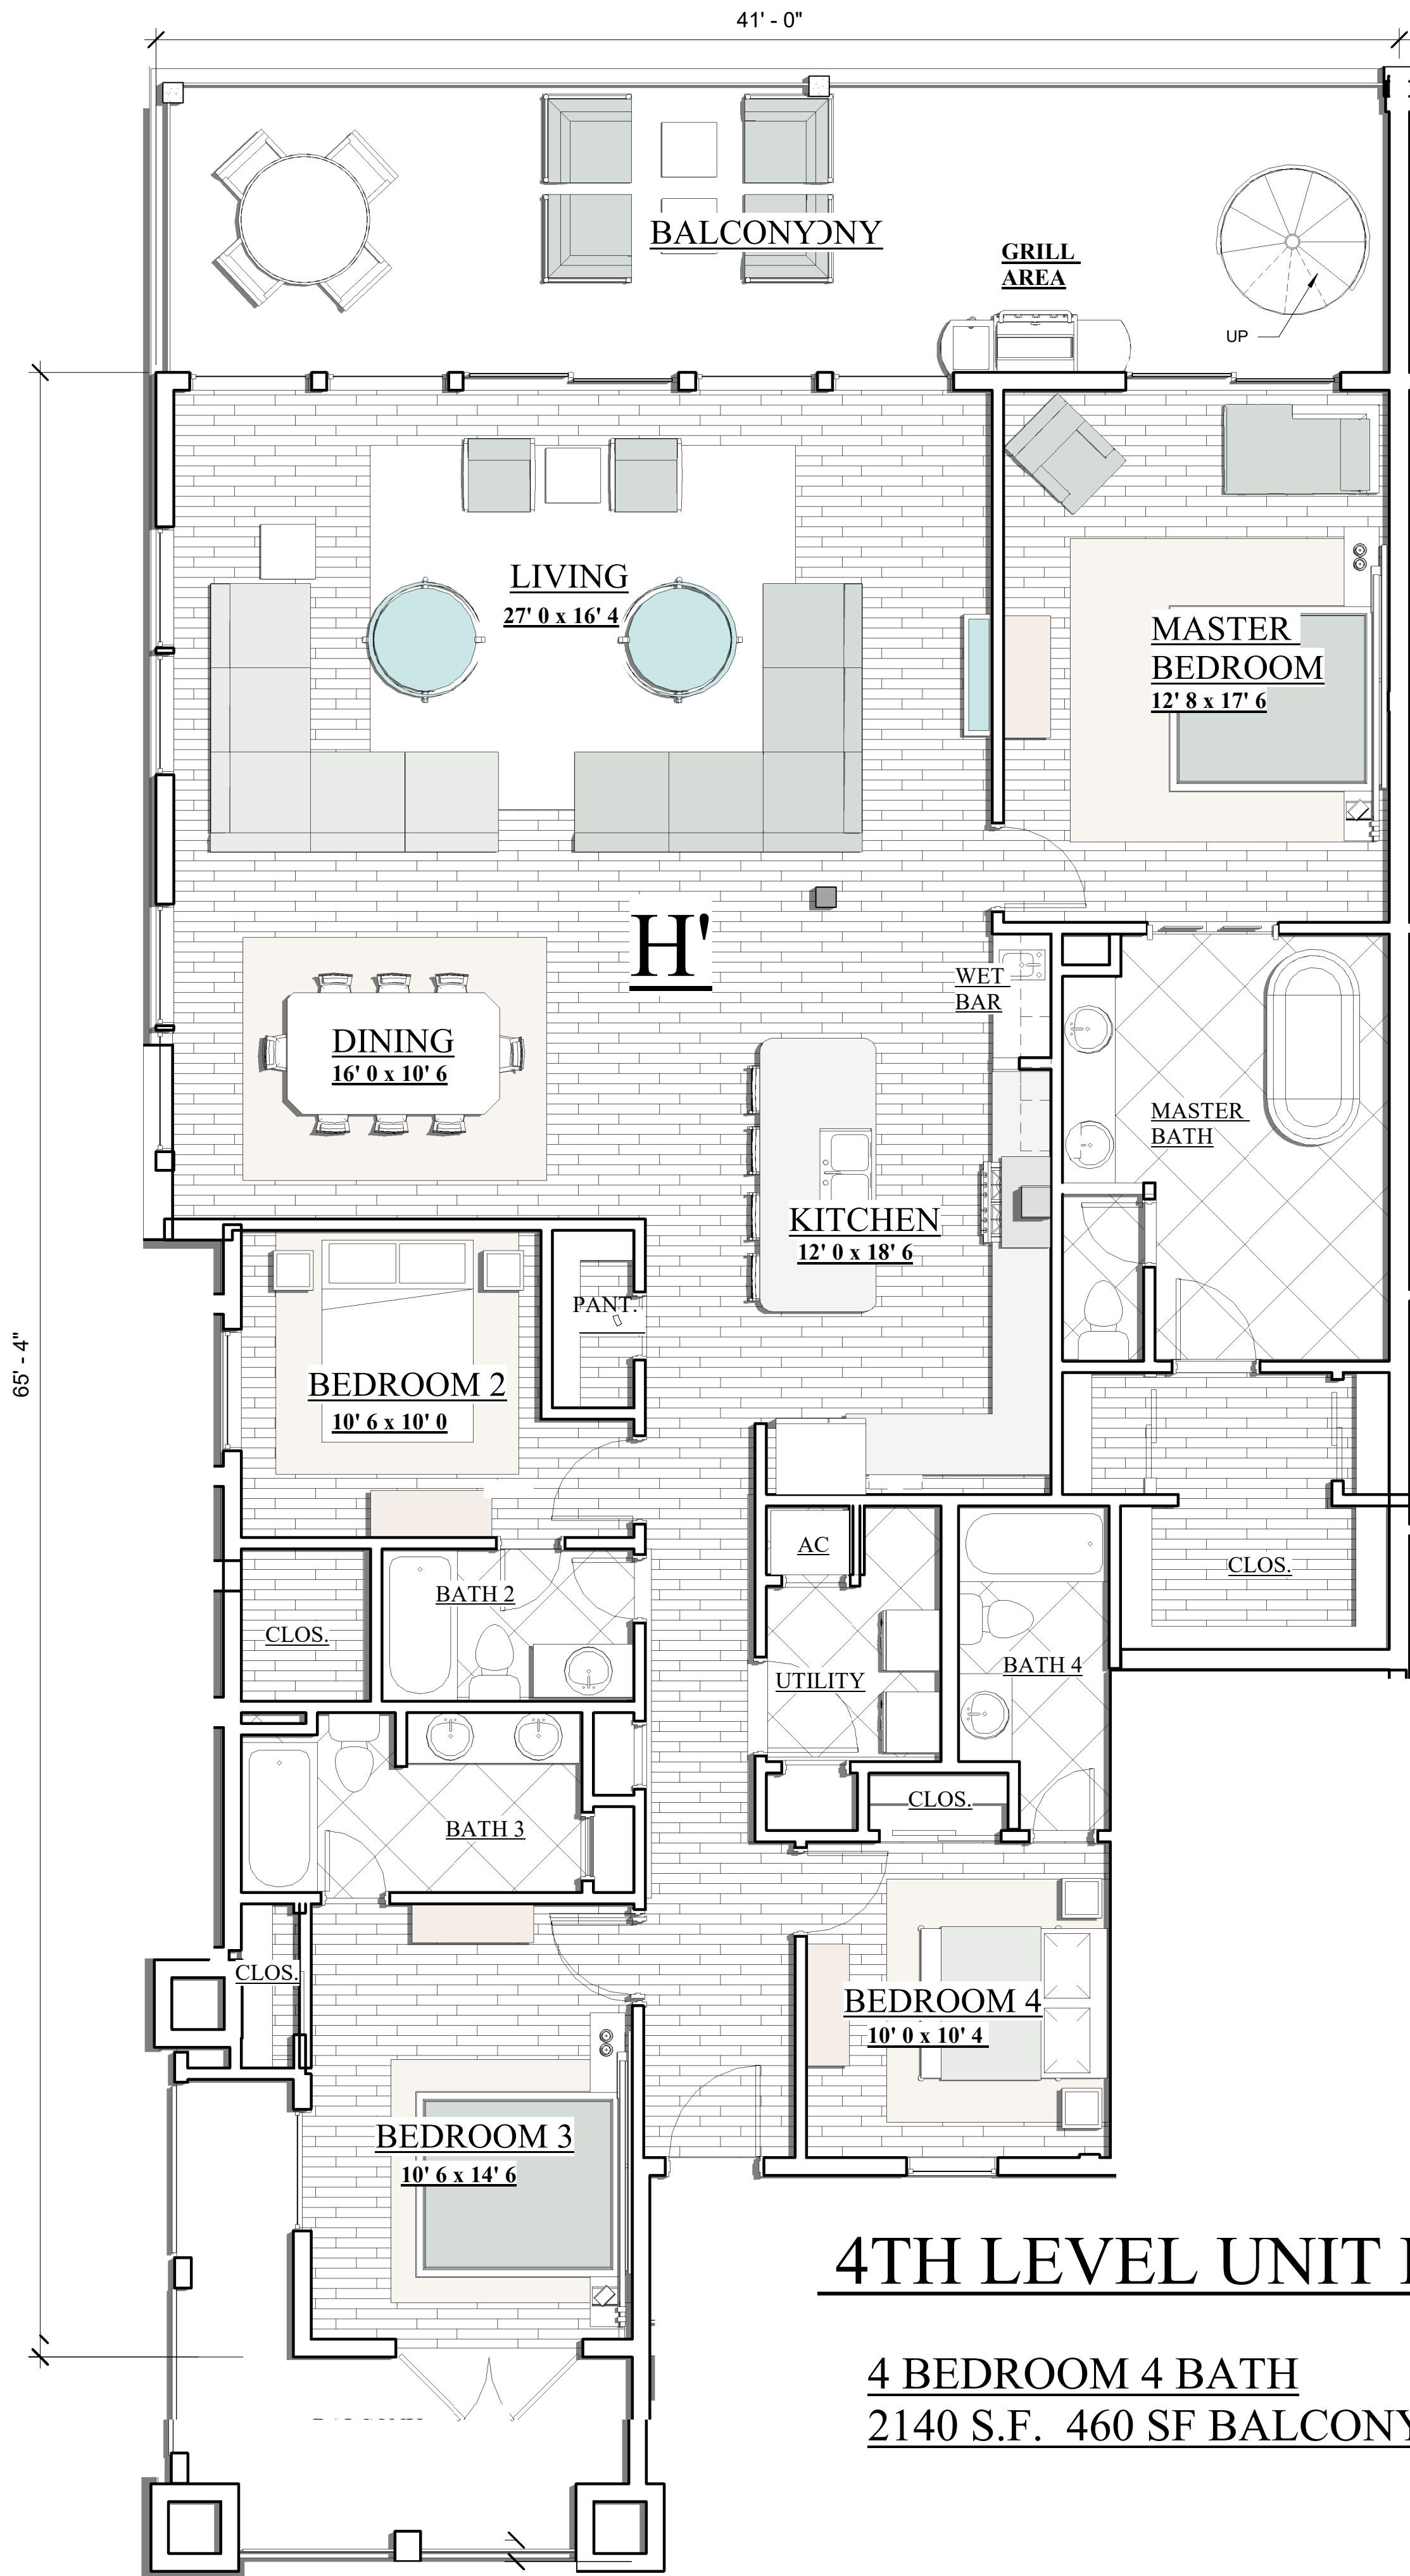 41' - 0"
BALCONY
GRILL
AREA
UP
LIVING
27' 0 x 16' 4
MASTER
BEDROOM
12' 8 x 17' 6
H'
WET
BAR
DINING
16' 0 x 10' 6
MASTER
BATH
KITCHEN
12' 0 x 18' 6
PANT.
65' - 4"
BEDROOM 2
10' 6 x 10' 0
AC
BATH 2
CLOS.
CLOS.
BATH 4
UTILITY
CLOS.
BATH 3
CLOS.
BEDROOM 4
10' 0 x 10' 4
BEDROOM 3
10' 6 x 14' 6
4TH LEVEL UNIT
4 BEDROOM 4 BATH
2140 S.F. 460 SF BALCONY